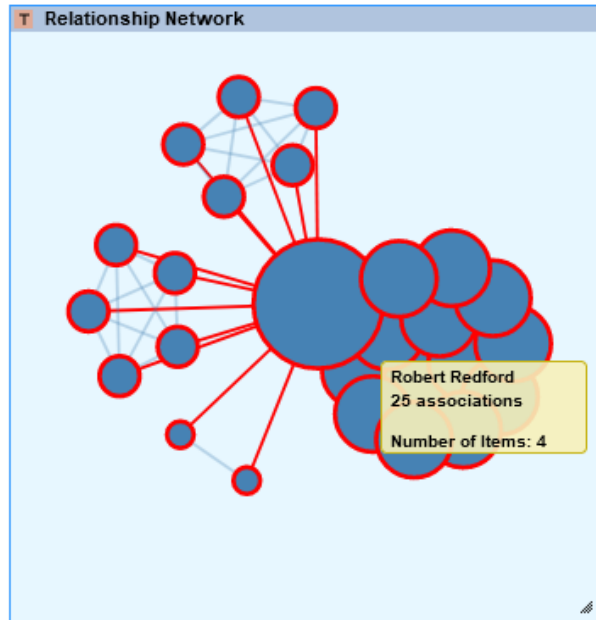 T Relationship Network
Robert Redford
25 associations
Number of Items: 4